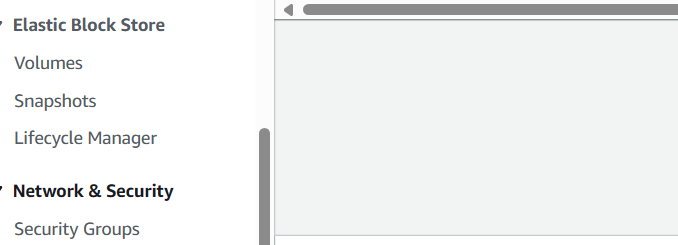 Elastic Block Store
Volumes
Snapshots
Lifecycle Manager
Network & Security
Security Groups